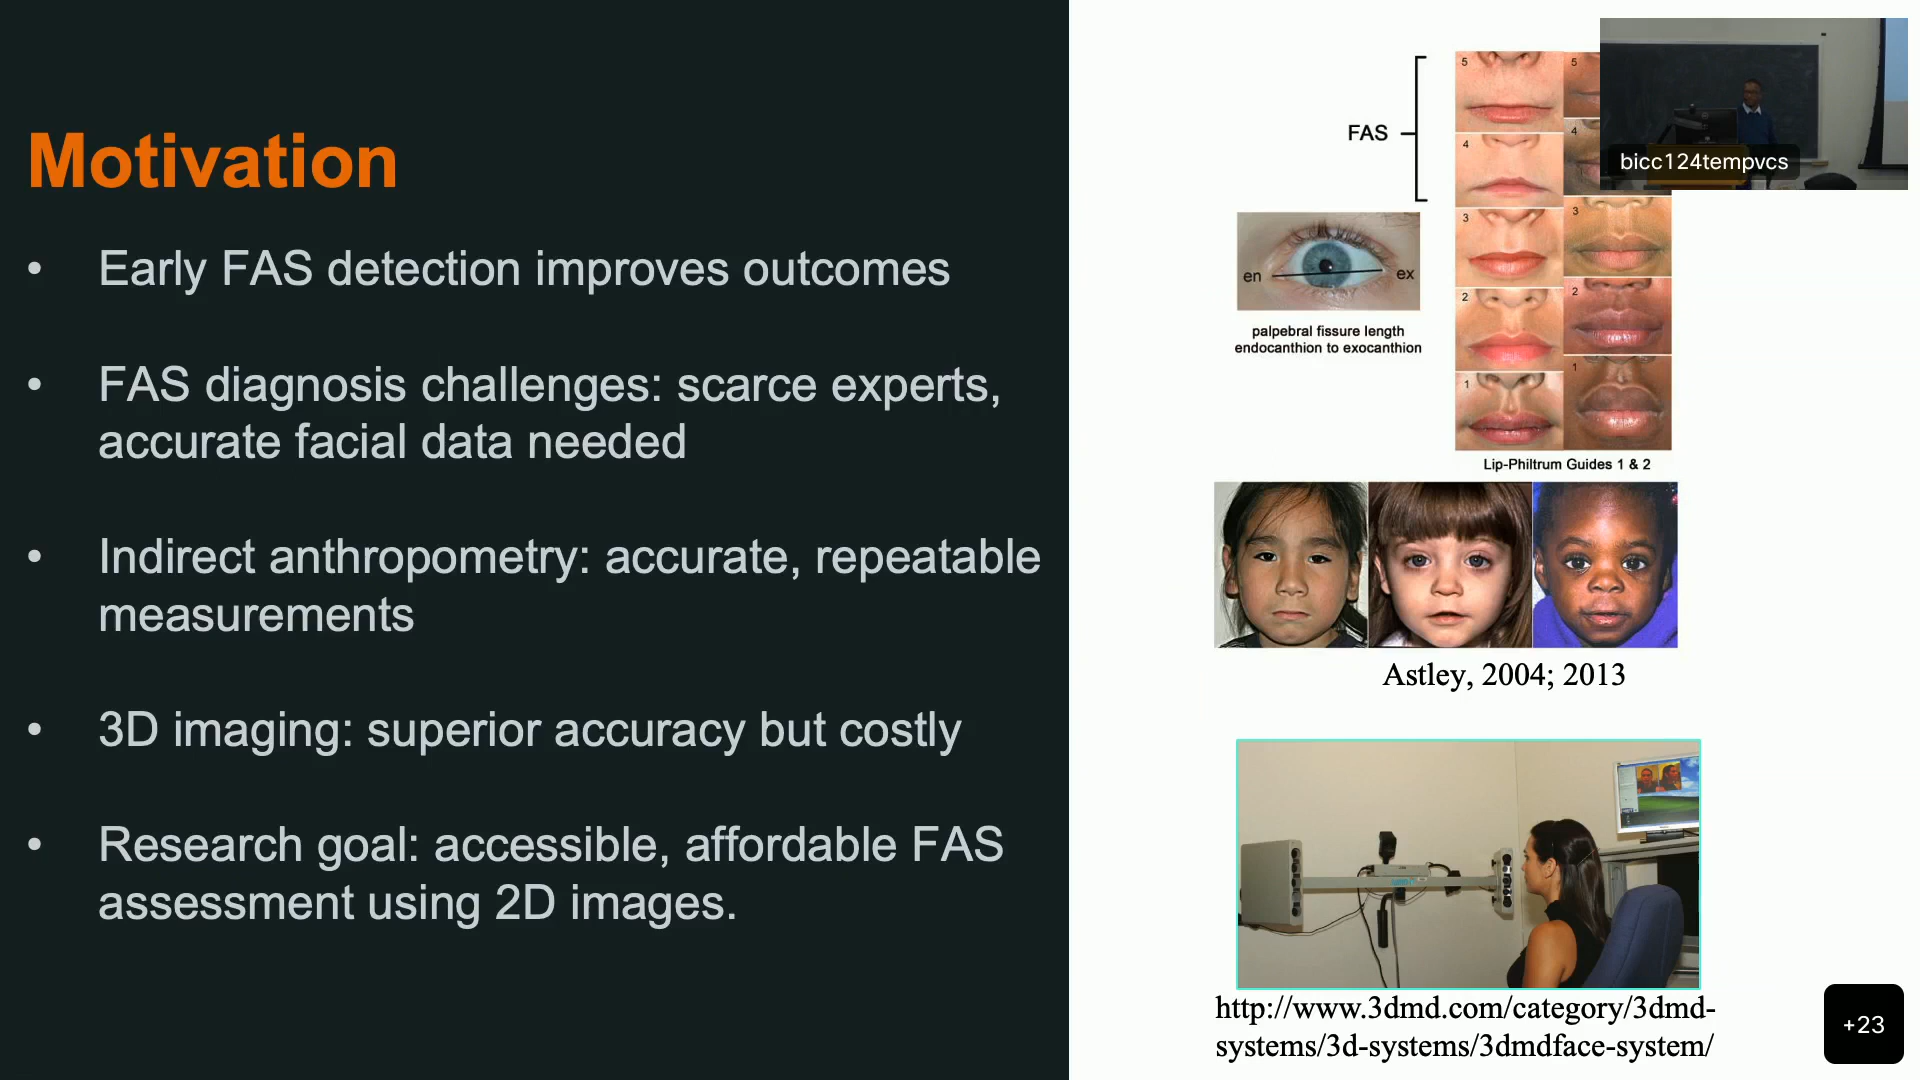 Motivation
• Early FAS detection improves outcomes
• FAS diagnosis challenges: scarce experts,
accurate facial data needed
• Indirect anthropometry: accurate, repeatable
measurements
• 3D imaging: superior accuracy but costly
• Research goal: accessible, affordable FAS
assessment using 2D images.
FAS
5
5
4
4
3
3
2
2
1
1
en
ex
palpebral fissure length
endocanthion to exocanthion
Lip-Philtrum Guides 1 & 2
Astley, 2004; 2013
http://www.3dmd.com/category/3dmd-
systems/3d-systems/3dmdface-system/
bicc124tempvcs
+23